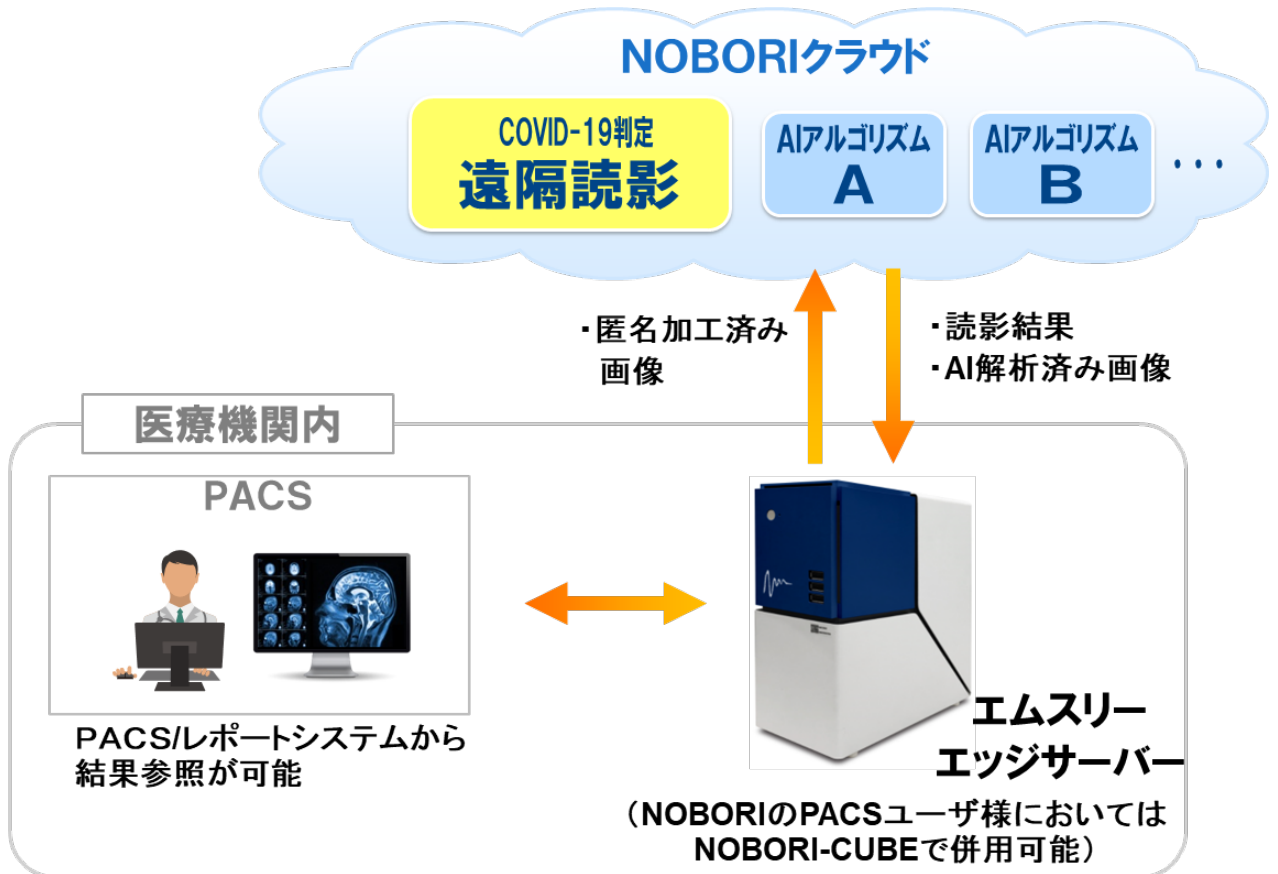 NOBORIクラウド
COVID-19判定
遠隔読影
AIアルゴリズム
A
AIアルゴリズム
B
・・・
・匿名加工済み
画像
・読影結果
・AI解析済み画像
医療機関内
PACS
PACS/レポートシステムから
結果参照が可能
エムスリー
エッジサーバー
（NOBORIのPACSユーザ様においては
NOBORI-CUBEで併用可能）